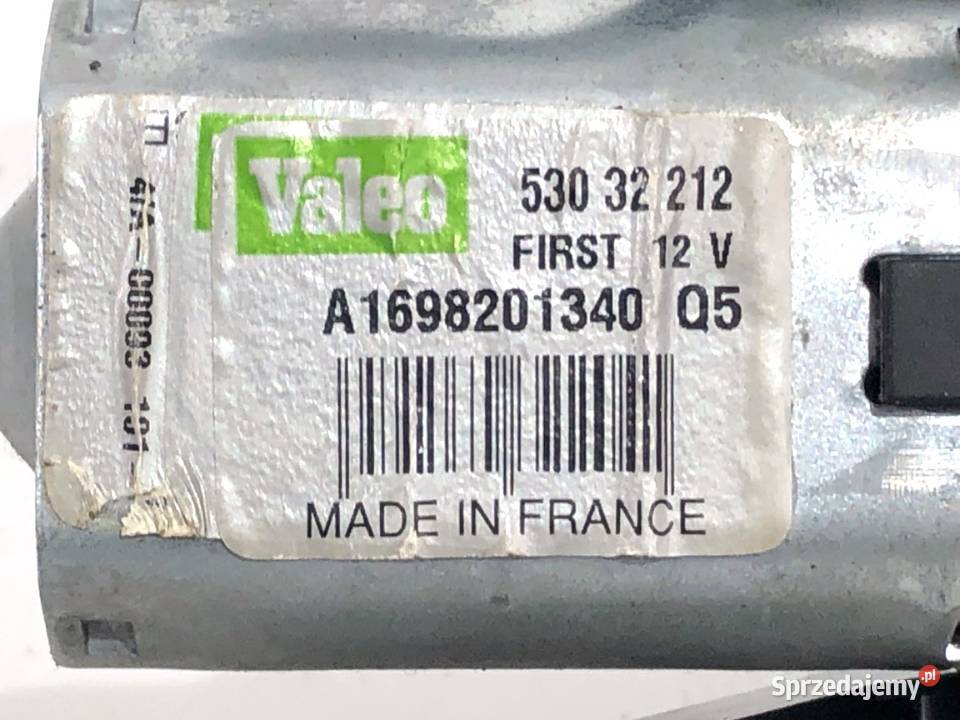 Valeo
530 32 212
FIRST 12 V
A1698201340 Q5
MADE IN FRANCE
Sprzedajemy.pl